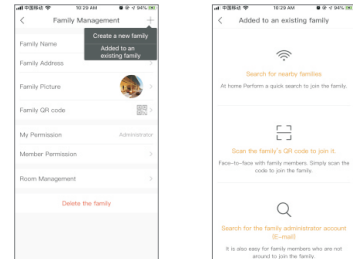 中国移动 10:29 AM 94%
Family Management
Create a new family
Added to an
existing family
Family Name
Family Address
Family Picture
Family QR code
My Permission Administrator
Member Permission
Room Management
Delete the family
中国移动 10:29 AM 94%
Added to an existing family
Search for nearby families
At home Perform a quick search to join the family.
Scan the family's QR code to join it.
Face-to-face with family members. Simply scan the
code to join the family.
Search for the family administrator account
(E-mail)
It is also easy for family members who are not
around to join the family.